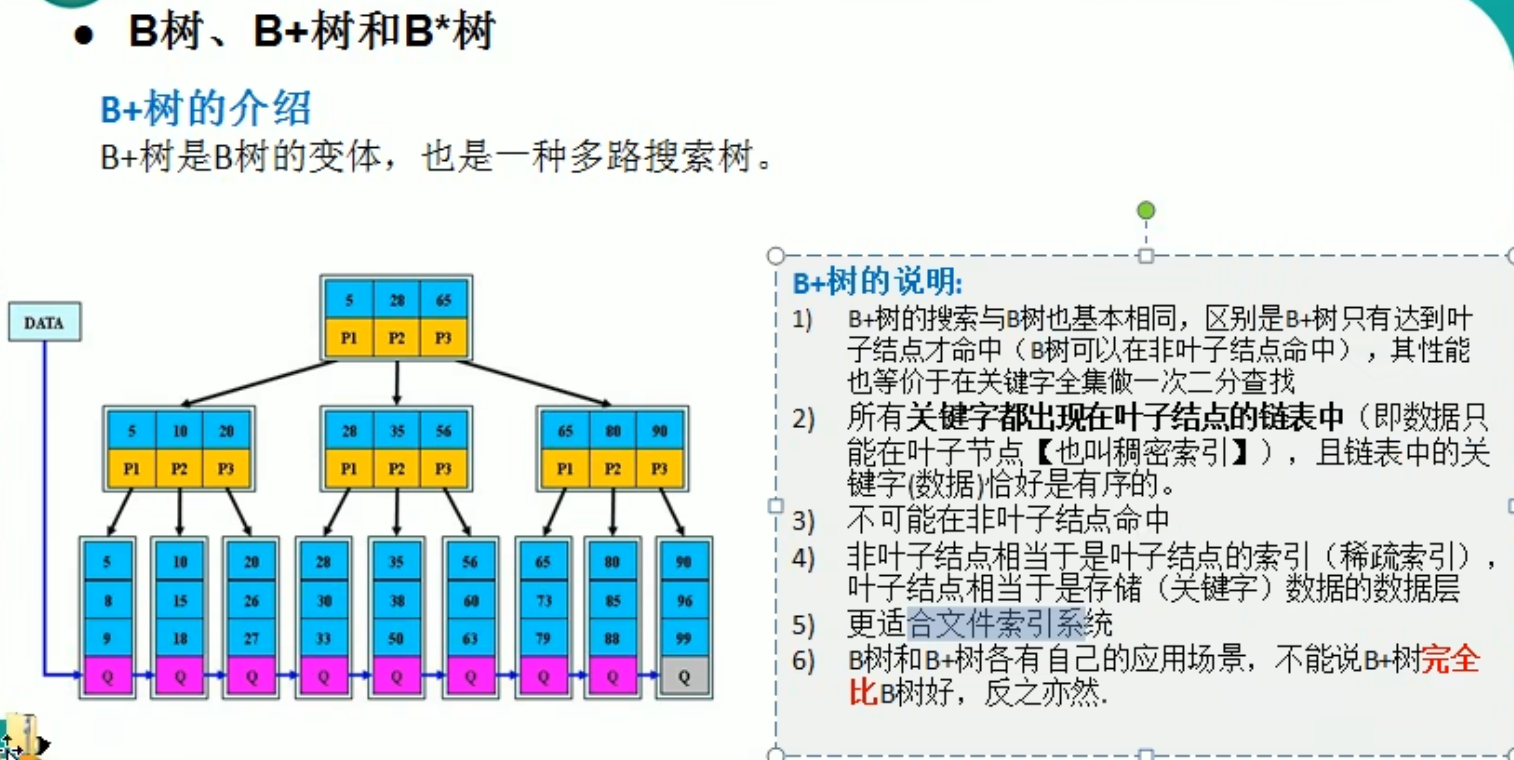 ● B树、B+树和B*树
B+树的介绍
B+树是B树的变体，也是一种多路搜索树。
DATA
5 28 65
P1 P2 P3
5 10 20
P1 P2 P3
28 35 56
P1 P2 P3
65 80 90
P1 P2 P3
5 10 20 28 35 56 65 80 90
8 15 26 30 38 60 73 85 96
9 18 27 33 50 63 79 88 99
Q Q Q Q Q Q Q Q Q
B+树的说明:
1) B+树的搜索与B树也基本相同，区别是B+树只有达到叶
子结点才命中（B树可以在非叶子结点命中），其性能
也等价于在关键字全集做一次二分查找
2) 所有关键字都出现在叶子结点的链表中（即数据只
能在叶子节点【也叫稠密索引】），且链表中的关
键字(数据)恰好是有序的。
3) 不可能在非叶子结点命中
4) 非叶子结点相当于是叶子结点的索引（稀疏索引），
叶子结点相当于是存储（关键字）数据的数据层
5) 更适合文件索引系统
6) B树和B+树各有自己的应用场景，不能说B+树完全
比B树好，反之亦然.